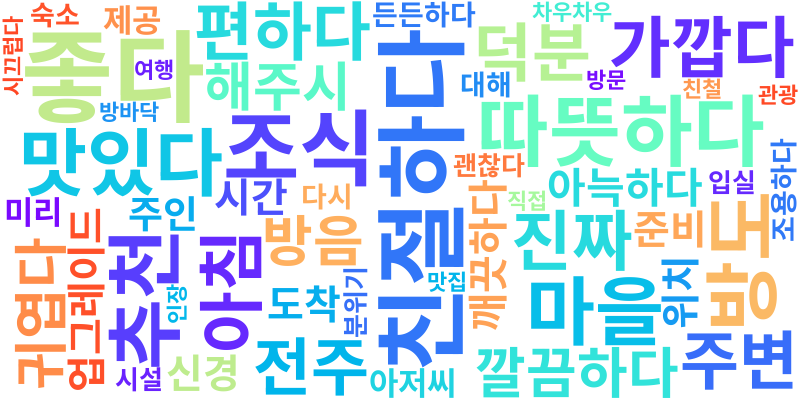 시끄럽다
숙소
제공
좋다
편하다
든든하다
차우차우
덕분
가깝다
여행
해주시
대해
방문
친철
관광
방바닥
맛있다
조식
친절하다
따뜻하다
괜찮다
아늑하다
입실
조용하다
미리
주인
시간
다시
직접
귀엽다
업그레이드
추천
아침
방음
깨끗하다
진짜
준비
방도
인장
도착
분위기
맛집
마을
위치
시설
신경
전주
아저씨
깔끔하다
주변